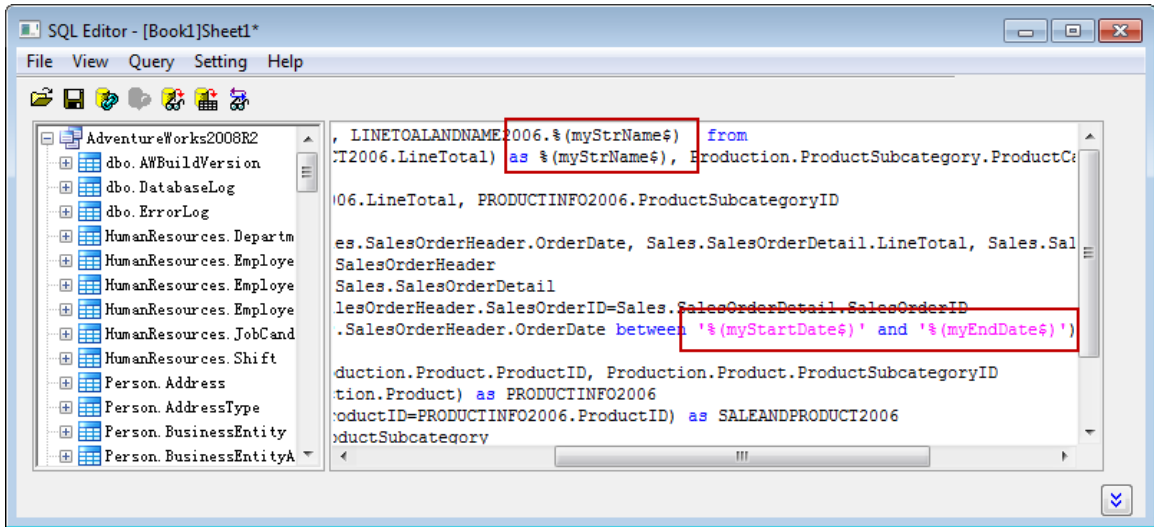 SQL Editor - [Book1]Sheet1*
File View Query Setting Help
AdventureWorks2008R2
dbo.AWBuildVersion
dbo.DatabaseLog
dbo.ErrorLog
HumanResources.Departm
HumanResources.Employe
HumanResources.Employe
HumanResources.Employe
HumanResources.JobCand
HumanResources.Shift
Person.Address
Person.AddressType
Person.BusinessEntity
Person.BusinessEntityA
, LINETOALANDNAME2006.%(myStrName$) from
CT2006.LineTotal) as %(myStrName$), Production.ProductSubcategory.ProductCa
06.LineTotal, PRODUCTINFO2006.ProductSubcategoryID
es.SalesOrderHeader.OrderDate, Sales.SalesOrderDetail.LineTotal, Sales.Sal
SalesOrderHeader
Sales.SalesOrderDetail
lesOrderHeader.SalesOrderID=Sales.SalesOrderDetail.SalesOrderID
.SalesOrderHeader.OrderDate between '%(myStartDate$)' and '%(myEndDate$)')
duction.Product.ProductID, Production.Product.ProductSubcategoryID
tion.Product) as PRODUCTINFO2006
oductID=PRODUCTINFO2006.ProductID) as SALEANDPRODUCT2006
oductSubcategory